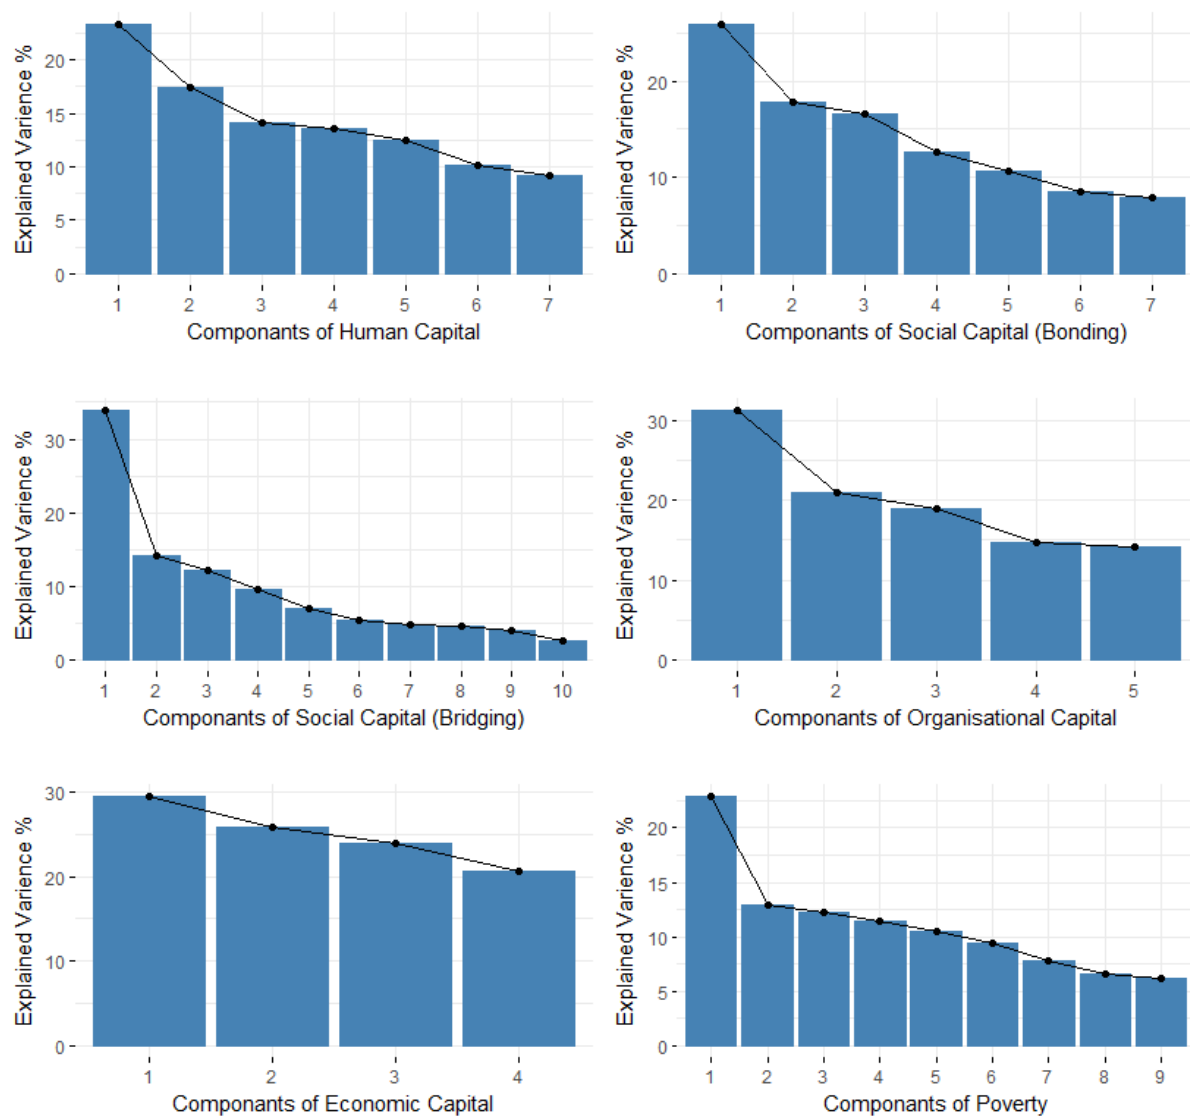 Explained Varience %
20
15
10
5
0
1 2 3 4 5 6 7
Componants of Human Capital
Explained Varience %
20
10
0
1 2 3 4 5 6 7
Componants of Social Capital (Bonding)
Explained Varience %
30
20
10
0
1 2 3 4 5 6 7 8 9 10
Componants of Social Capital (Bridging)
Explained Varience %
30
20
10
0
1 2 3 4 5
Componants of Organisational Capital
Explained Varience %
30
20
10
0
1 2 3 4
Componants of Economic Capital
Explained Varience %
20
15
10
5
0
1 2 3 4 5 6 7 8 9
Componants of Poverty